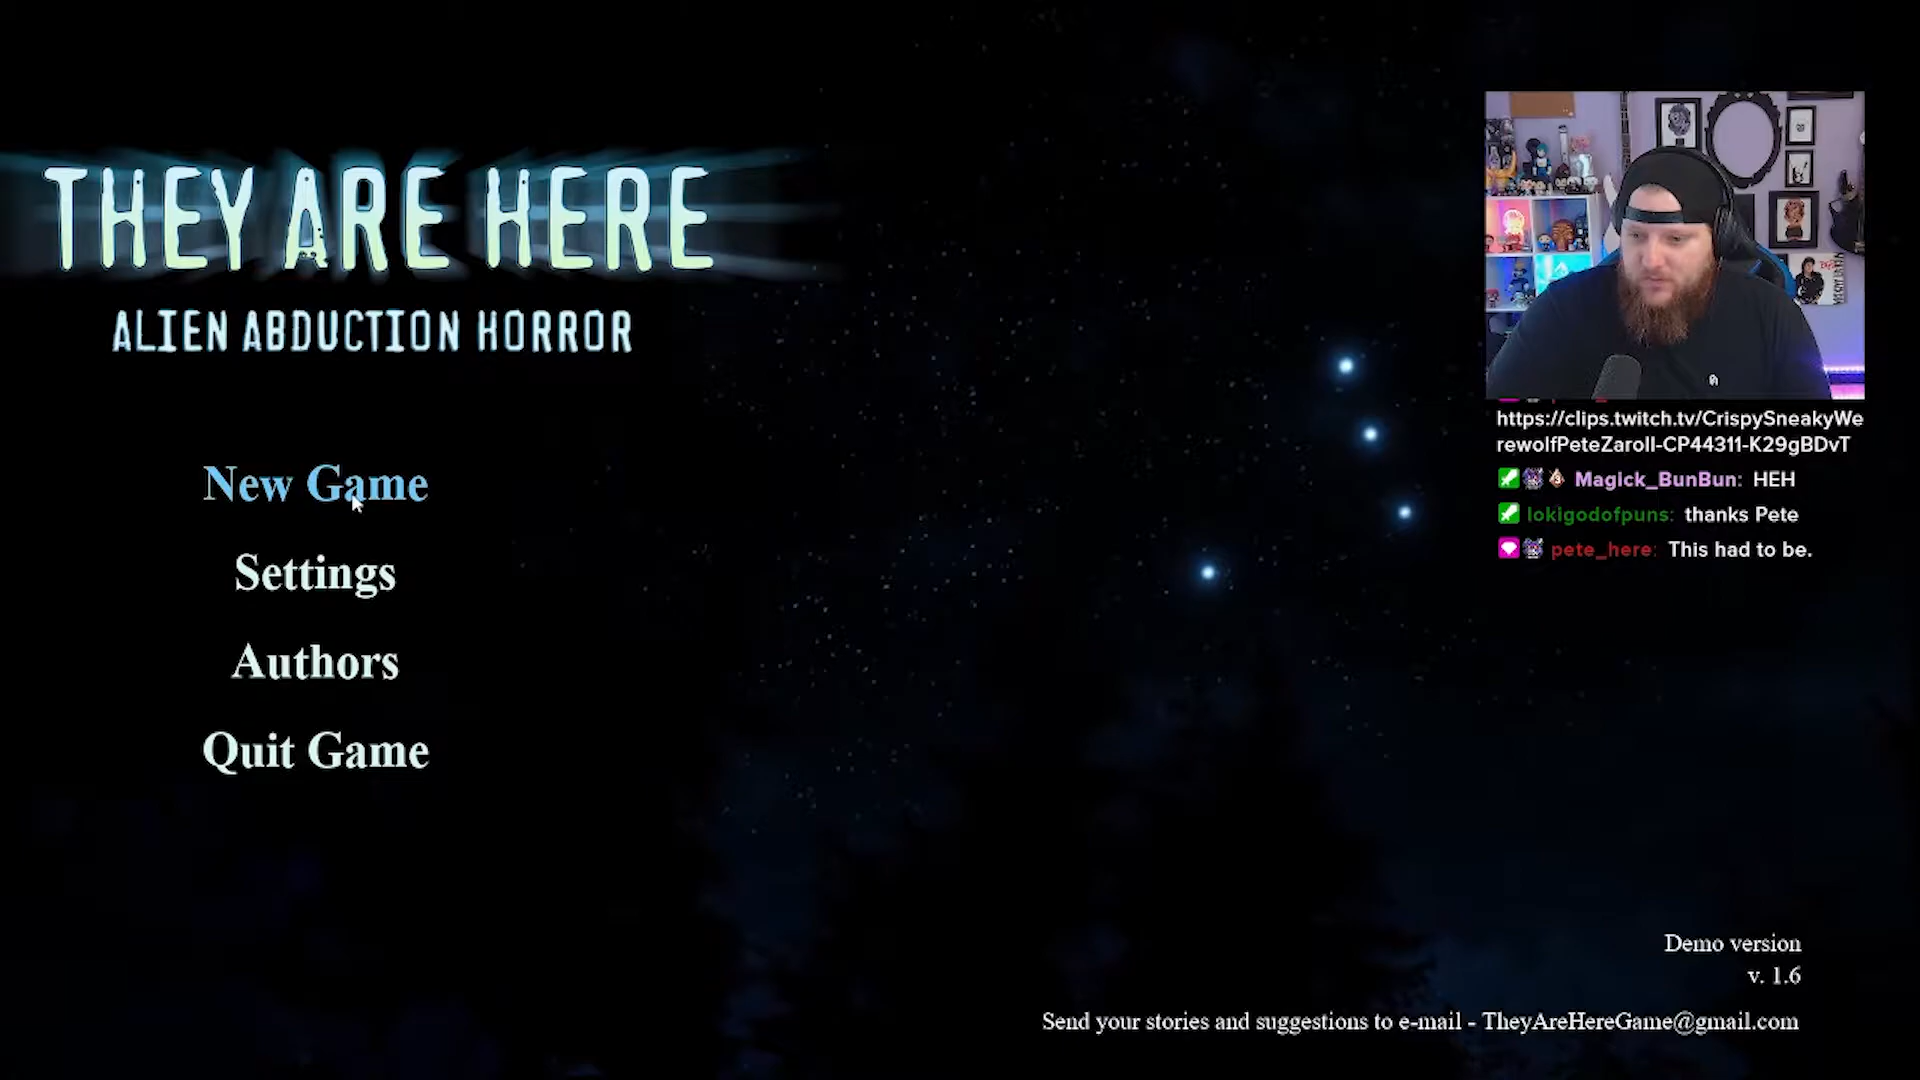 THEY ARE HERE
ALIEN ABDUCTION HORROR
New Game
Settings
Authors
Quit Game
https://clips.twitch.tv/CrispySneakyWe
rewolfPeteZaroll-CP44311-K29gBDvT
Magick_BunBun: HEH
lokigodofpuns: thanks Pete
pete_here: This had to be.
Demo version
v. 1.6
Send your stories and suggestions to e-mail - TheyAreHereGame@gmail.com